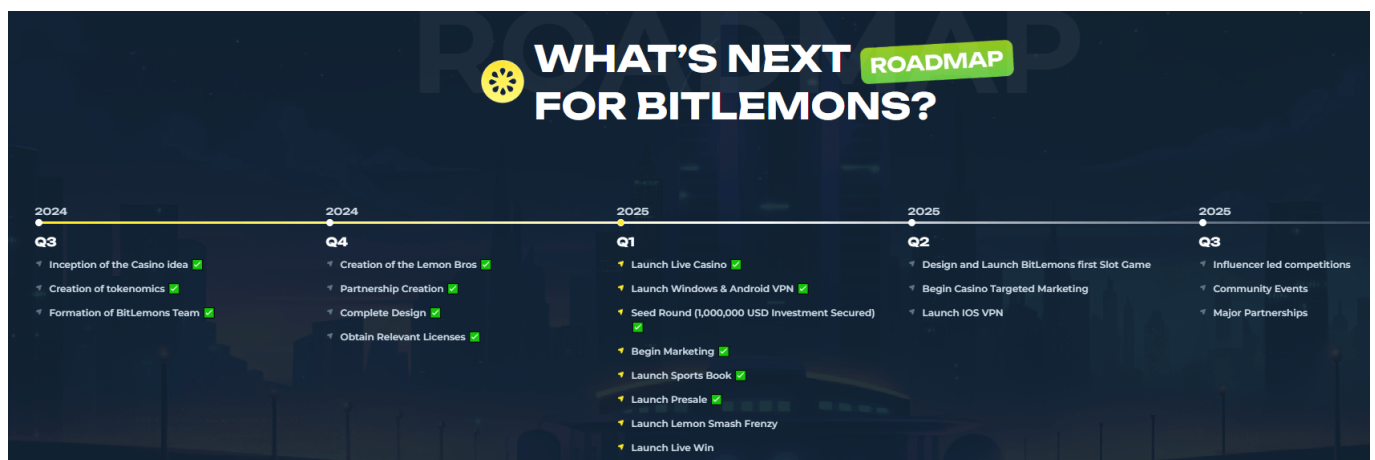 ROADMAP
WHAT'S NEXT ROADMAP
FOR BITLEMONS?
2024
Q3
Inception of the Casino idea ✅
Creation of tokenomics ✅
Formation of BitLemons Team ✅
2024
Q4
Creation of the Lemon Bros ✅
Partnership Creation ✅
Complete Design ✅
Obtain Relevant Licenses ✅
2025
Q1
Launch Live Casino ✅
Launch Windows & Android VPN ✅
Seed Round (1,000,000 USD Investment Secured)
✅
Begin Marketing ✅
Launch Sports Book ✅
Launch Presale ✅
Launch Lemon Smash Frenzy
Launch Live Win
2025
Q2
Design and Launch BitLemons first Slot Game
Begin Casino Targeted Marketing
Launch IOS VPN
2025
Q3
Influencer led competitions
Community Events
Major Partnerships